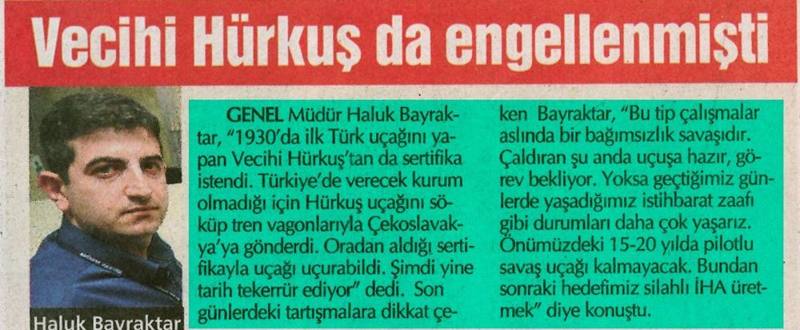 Vecihi Hürkuş da engellenmişti
GENEL Müdür Haluk Bayrak-
tar, “1930’da ilk Türk uçağını ya-
pan Vecihi Hürkuş’tan da sertifika
istendi. Türkiye’de verecek kurum
olmadığı için Hürkuş uçağını sö-
küp tren vagonlarıyla Çekoslavak-
ya’ya gönderdi. Oradan aldığı serti-
fikayla uçağı uçurabildi. Şimdi yine
tarih tekerrür ediyor” dedi. Son
günlerdeki tartışmalara dikkat çe-
ken Bayraktar, “Bu tip çalışmalar
aslında bir bağımsızlık savaşıdır.
Çaldıran şu anda uçuşa hazır, gö-
rev bekliyor. Yoksa geçtiğimiz gün-
lerde yaşadığımız istihbarat zaafı
gibi durumları daha çok yaşarız.
Önümüzdeki 15-20 yılda pilotlu
savaş uçağı kalmayacak. Bundan
sonraki hedefimiz silahlı İHA üret-
mek” diye konuştu.
Haluk Bayraktar